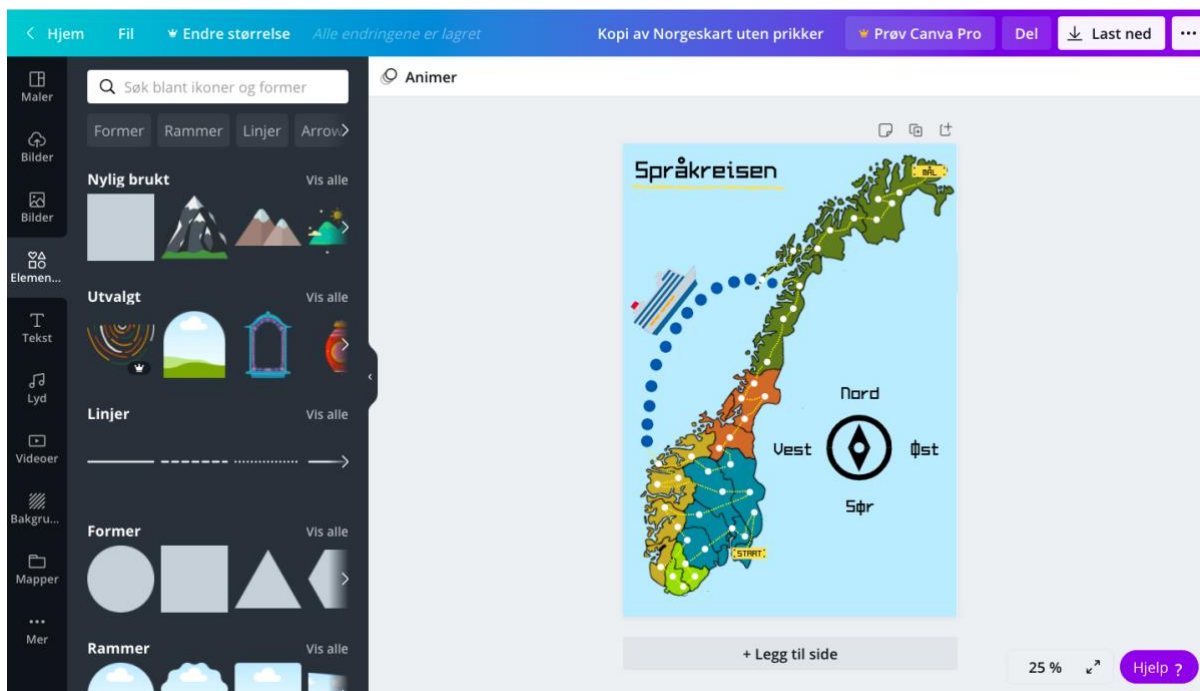 Hjem Fil Endre størrelse Alle endringene er lagret Kopi av Norgeskart uten prikker Prøv Canva Pro Del Last ned
Maler
Bilder
Bilder
Elemen...
Tekst
Lyd
Videoer
Bakgru...
Mapper
Mer
Søk blant ikoner og former
Former Rammer Linjer Arrow
Nylig brukt Vis alle
Utvalgt Vis alle
Linjer Vis alle
Former Vis alle
Rammer Vis alle
Animer
Språkreisen
MÅL
Nord
Vest Øst
Sør
START
+ Legg til side
25 % Hjelp ?